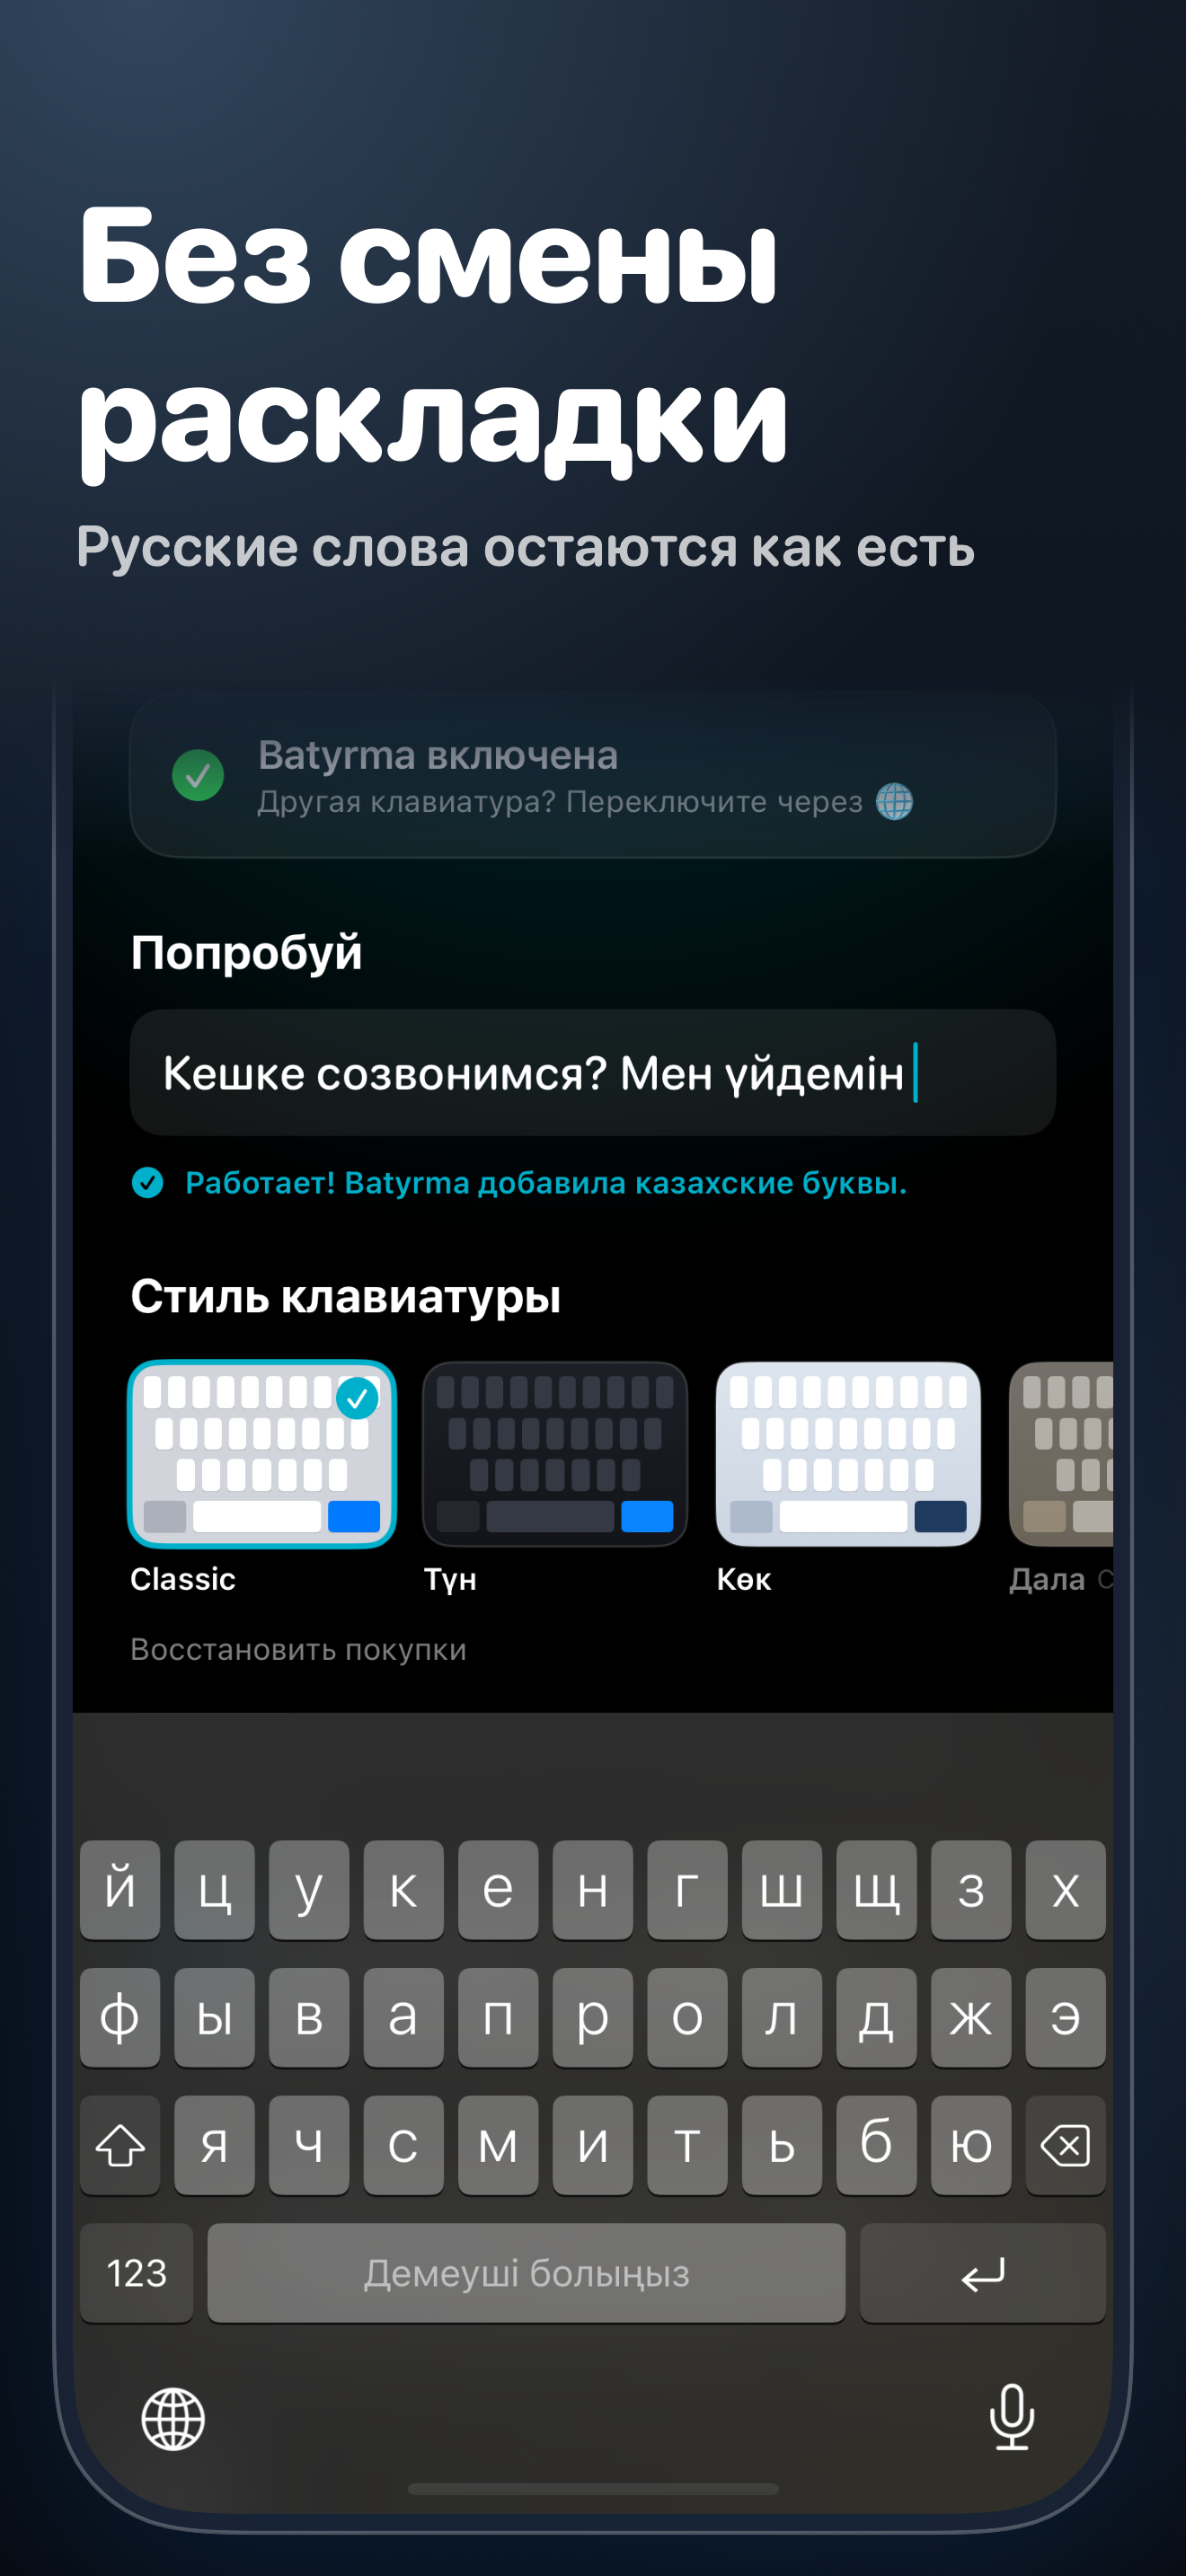 Без смены
раскладки
Русские слова остаются как есть
Batyrma включена
Другая клавиатура? Переключите через
Попробуй
Кешке созвонимся? Мен үйдемін
Работает! Batyrma добавила казахские буквы.
Стиль клавиатуры
Classic Түн Көк Дала
Восстановить покупки
й ц у к е н г ш щ з х
ф ы в а п р о л д ж э
я ч с м и т ь б ю
123 Демеуші болыңыз